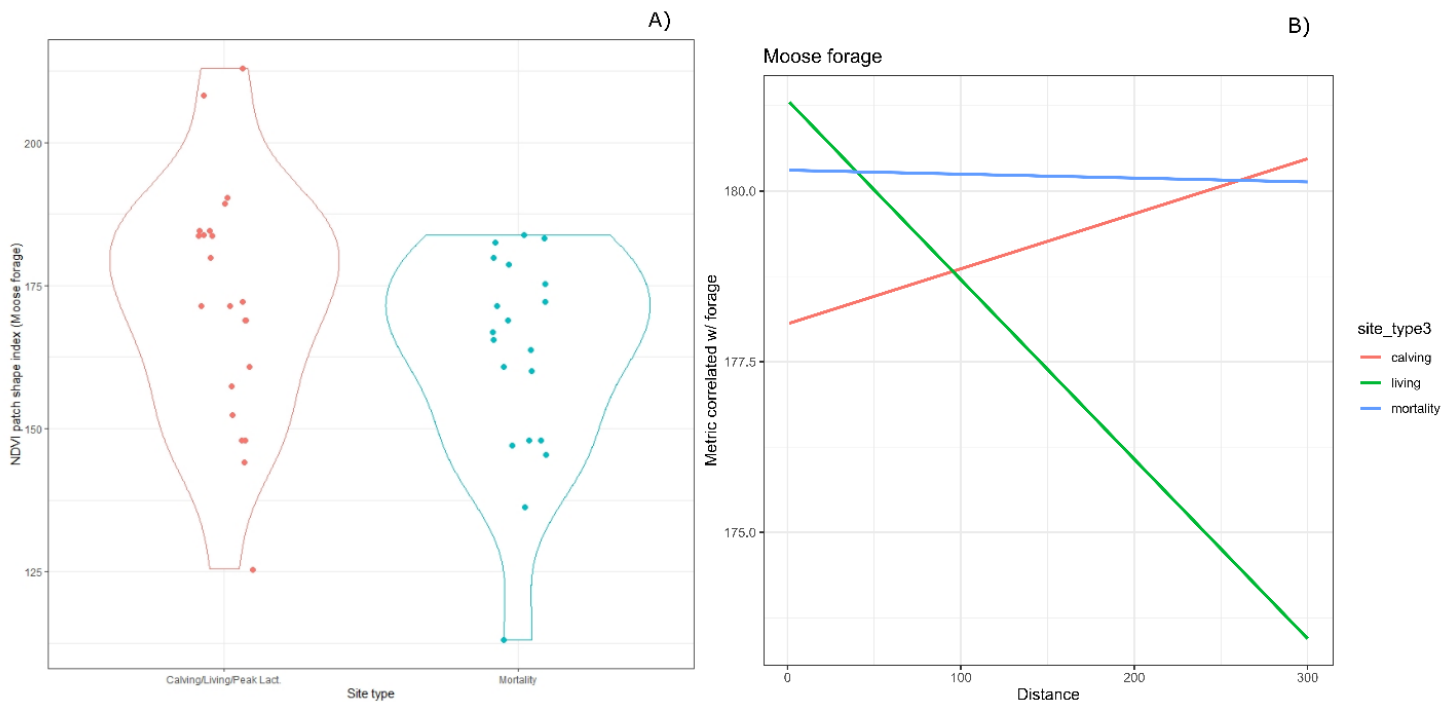 A)
NDVI patch shape index (Moose forage)
200
175
150
125
Calving/Living/Peak Lact.
Mortality
Site type
B)
Moose forage
Metric correlated w/ forage
180.0
177.5
175.0
0
100
200
300
Distance
site_type3
calving
living
mortality